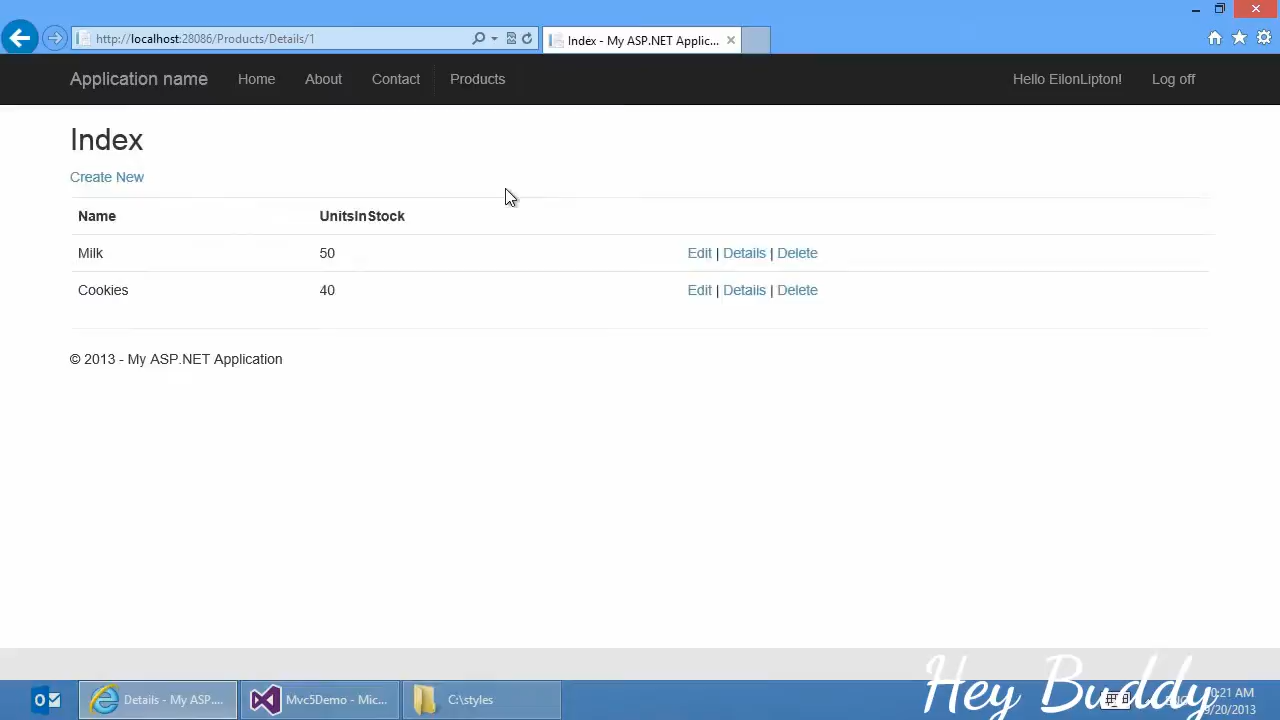 http://localhost:28086/Products/Details/1
Index - My ASP.NET Applic...
Application name Home About Contact Products Hello EilonLipton! Log off
Index
Create New
Name UnitsInStock
Milk 50 Edit | Details | Delete
Cookies 40 Edit | Details | Delete
© 2013 - My ASP.NET Application
Hey Buddy
Details - My ASP.... Mvc5Demo - Mic... C:\styles
:21 AM
9/20/2013